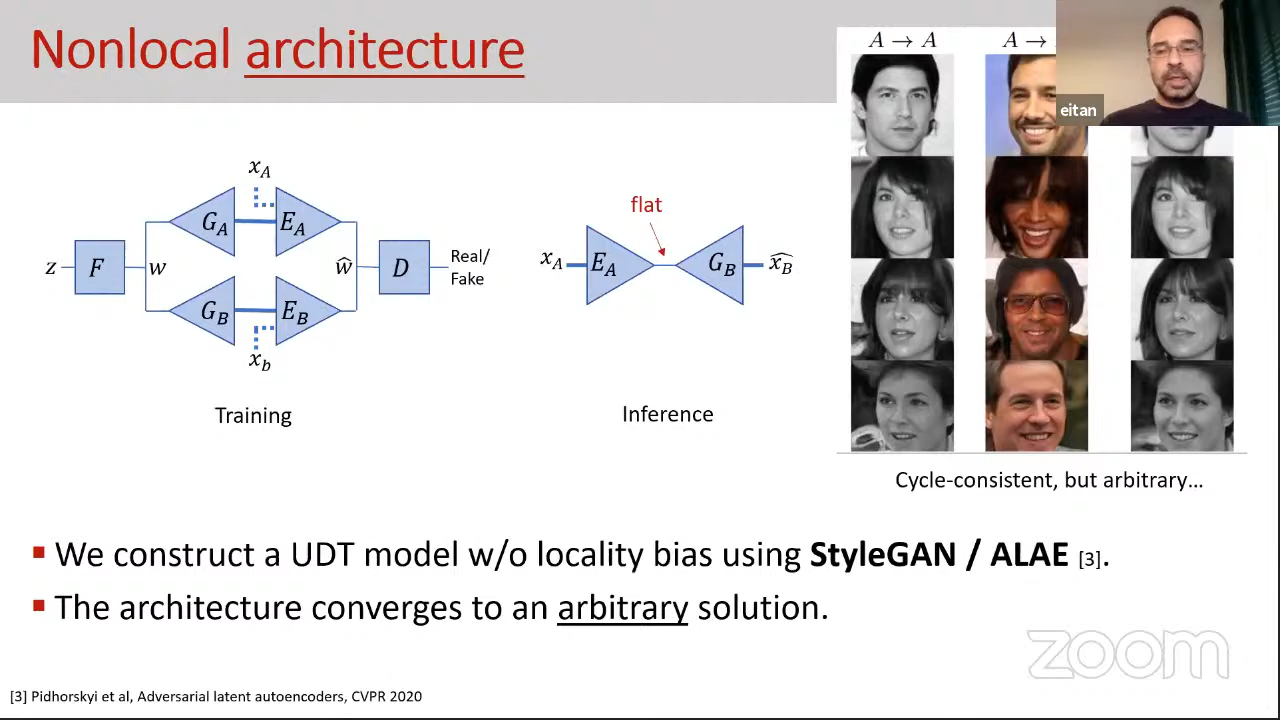 Nonlocal architecture
A → A
A →
eitan
x_A
G_A
E_A
z
F
w
ŵ
D
Real/
Fake
G_B
E_B
x_b
Training
flat
x_A
E_A
G_B
\widehat{x_B}
Inference
Cycle-consistent, but arbitrary…
▪ We construct a UDT model w/o locality bias using StyleGAN / ALAE [3].
▪ The architecture converges to an arbitrary solution.
zoom
[3] Pidhorskyi et al, Adversarial latent autoencoders, CVPR 2020